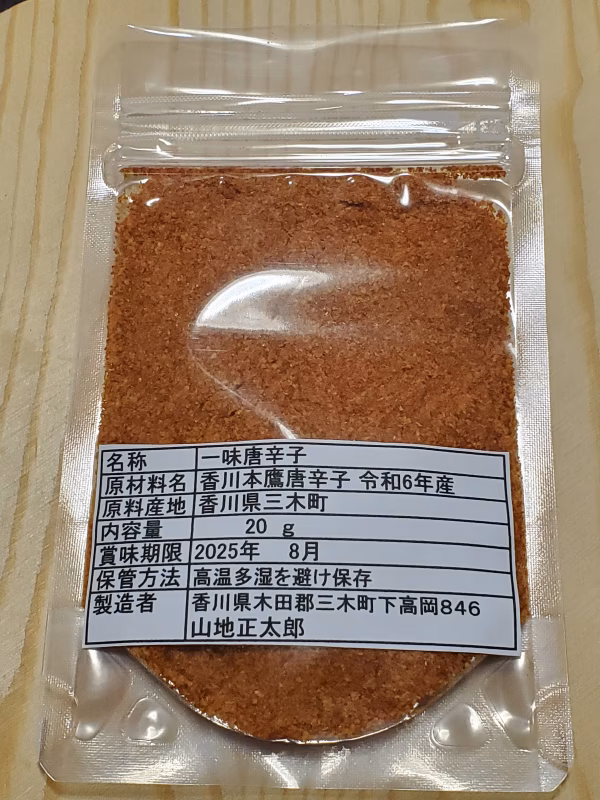 名称 一味唐辛子
原材料名 香川本鷹唐辛子 令和6年産
原料産地 香川県三木町
内容量 20 g
賞味期限 2025年 8月
保管方法 高温多湿を避け保存
製造者 香川県木田郡三木町下高岡846
山地正太郎